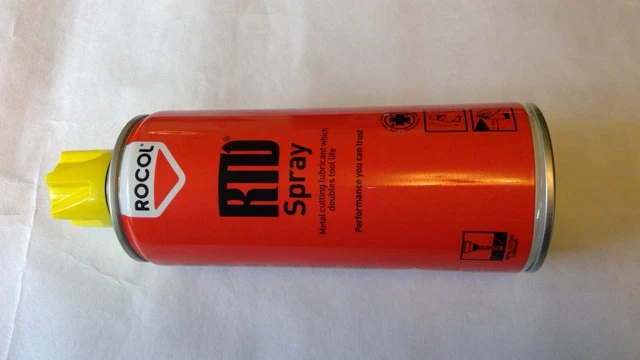 ROCOL
RTD®
Spray
Metal cutting lubricant which
doubles tool life
Performance you can trust